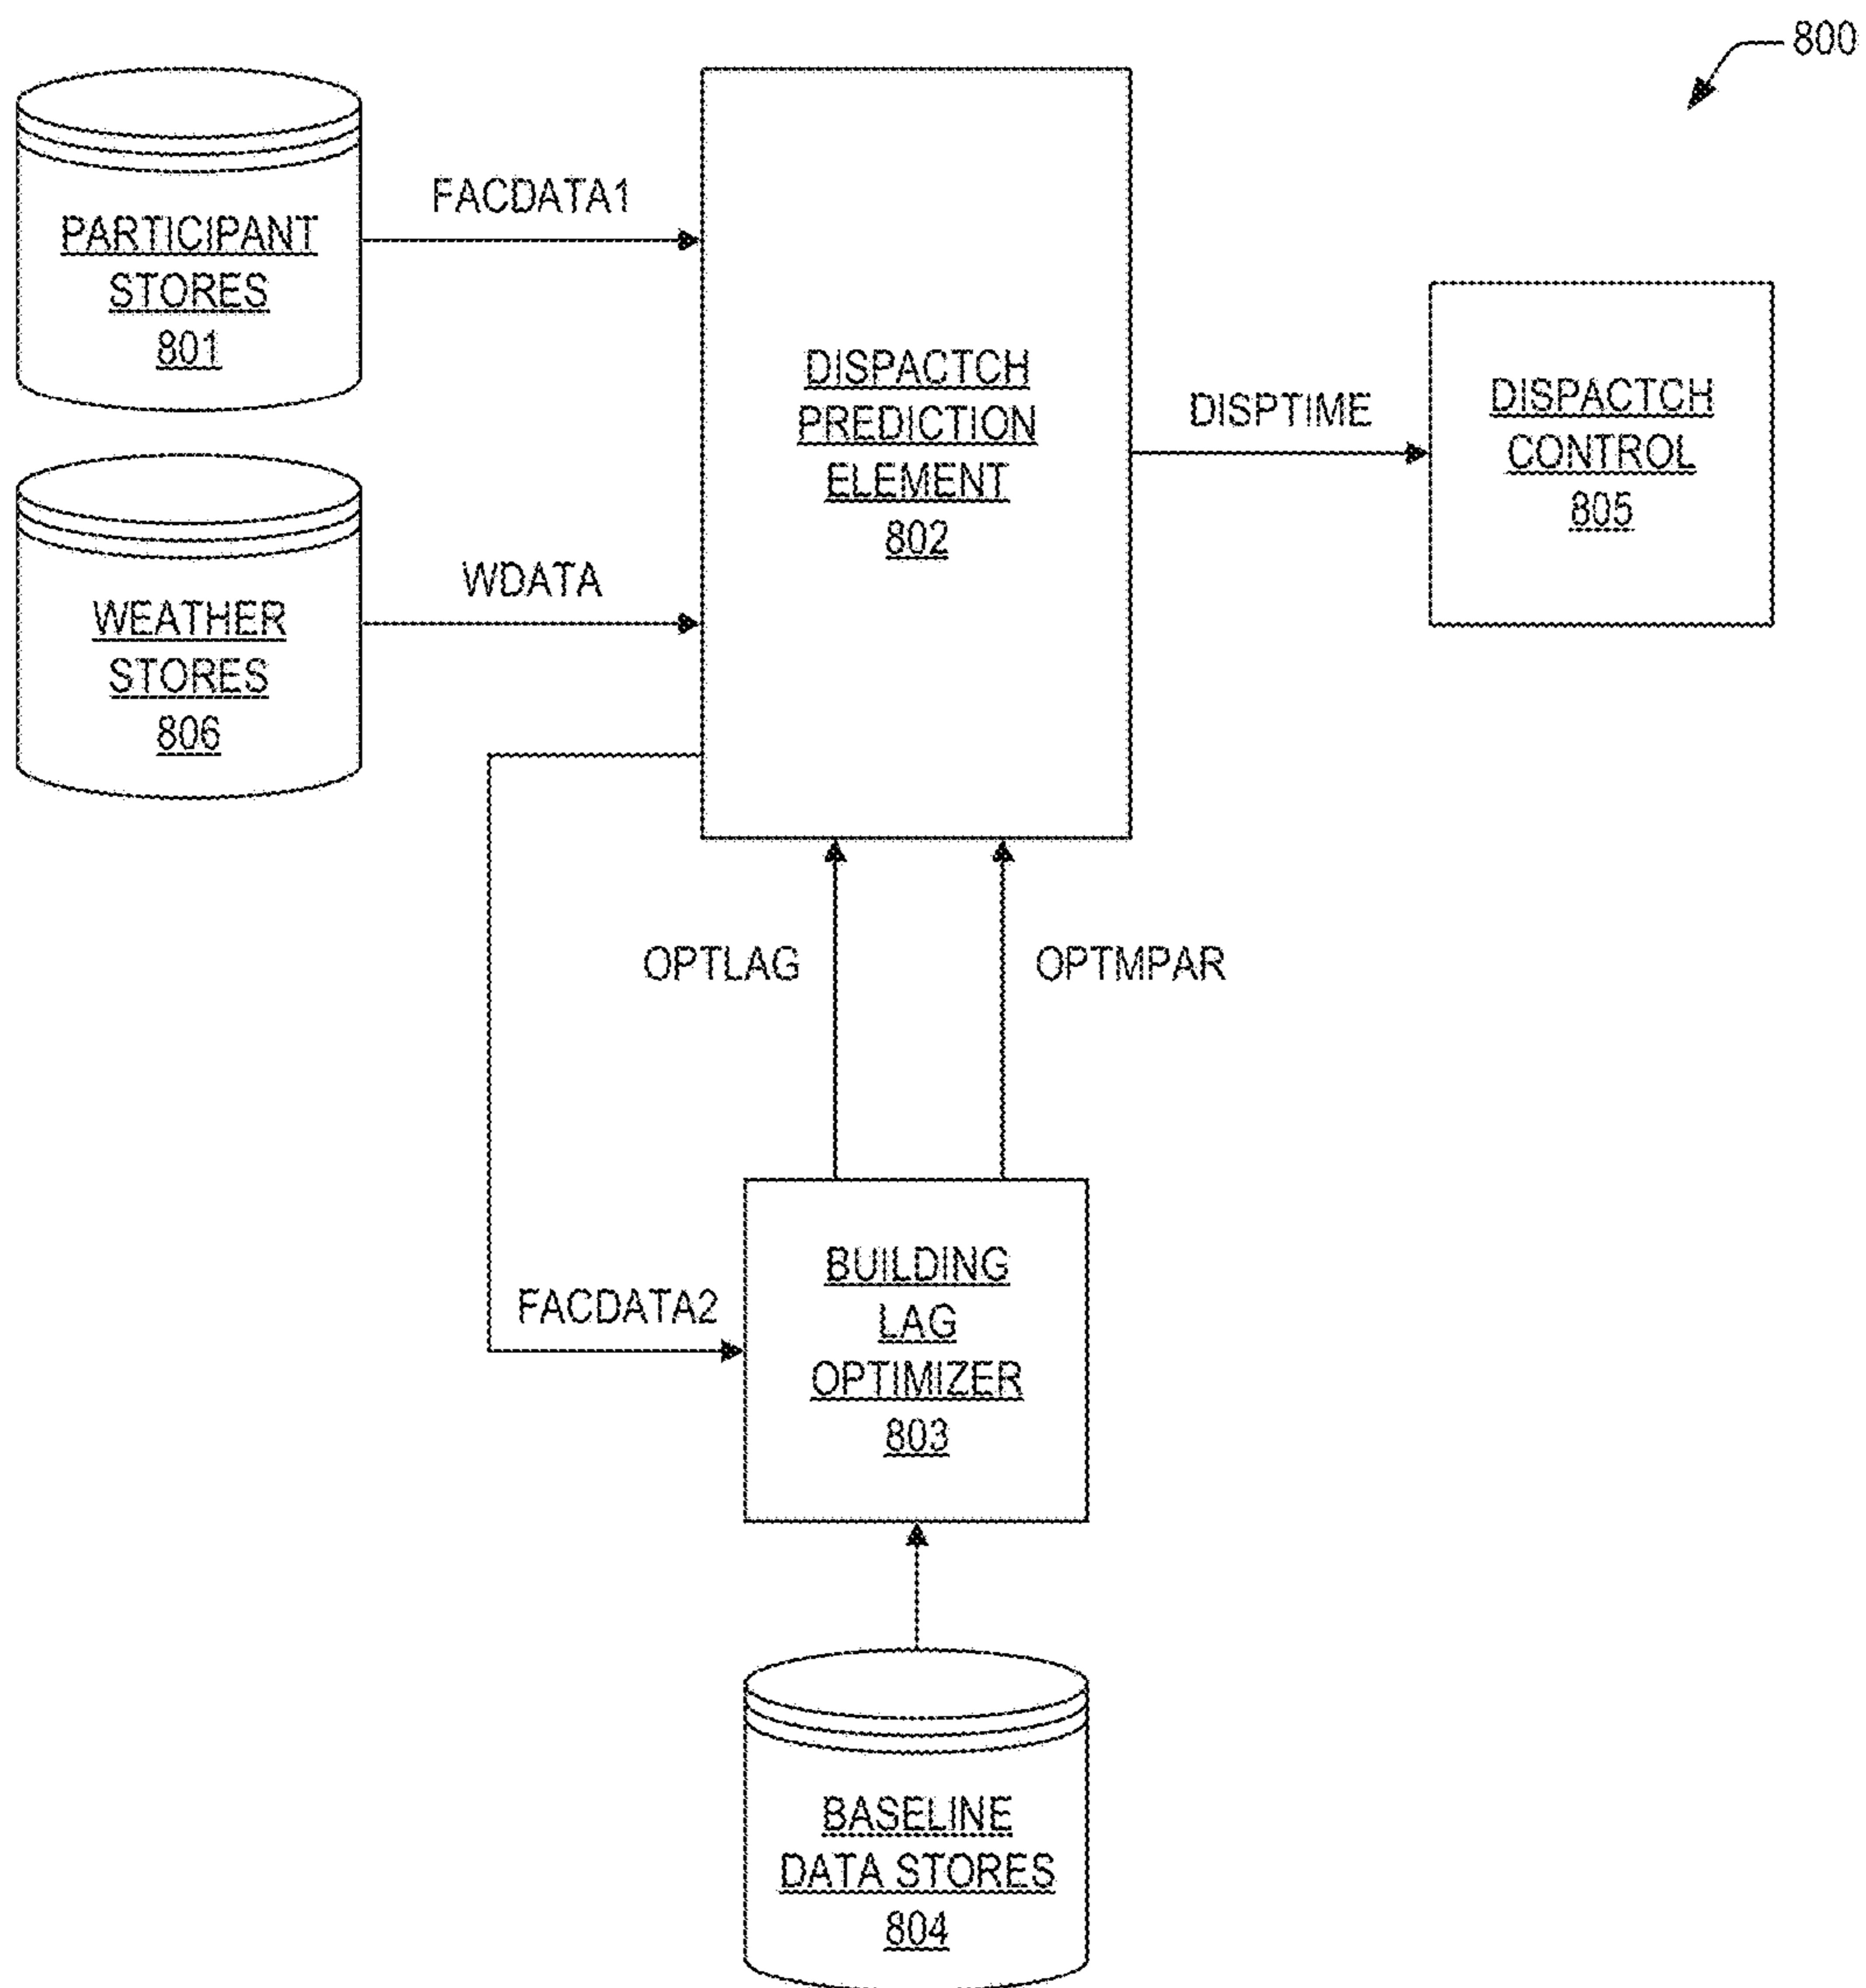 800
PARTICIPANT
STORES
801
FACDATA1
DISPACTCH
PREDICTION
ELEMENT
802
DISPTIME
DISPACTCH
CONTROL
805
WEATHER
STORES
806
WDATA
OPTLAG
OPTMPAR
FACDATA2
BUILDING
LAG
OPTIMIZER
803
BASELINE
DATA STORES
804